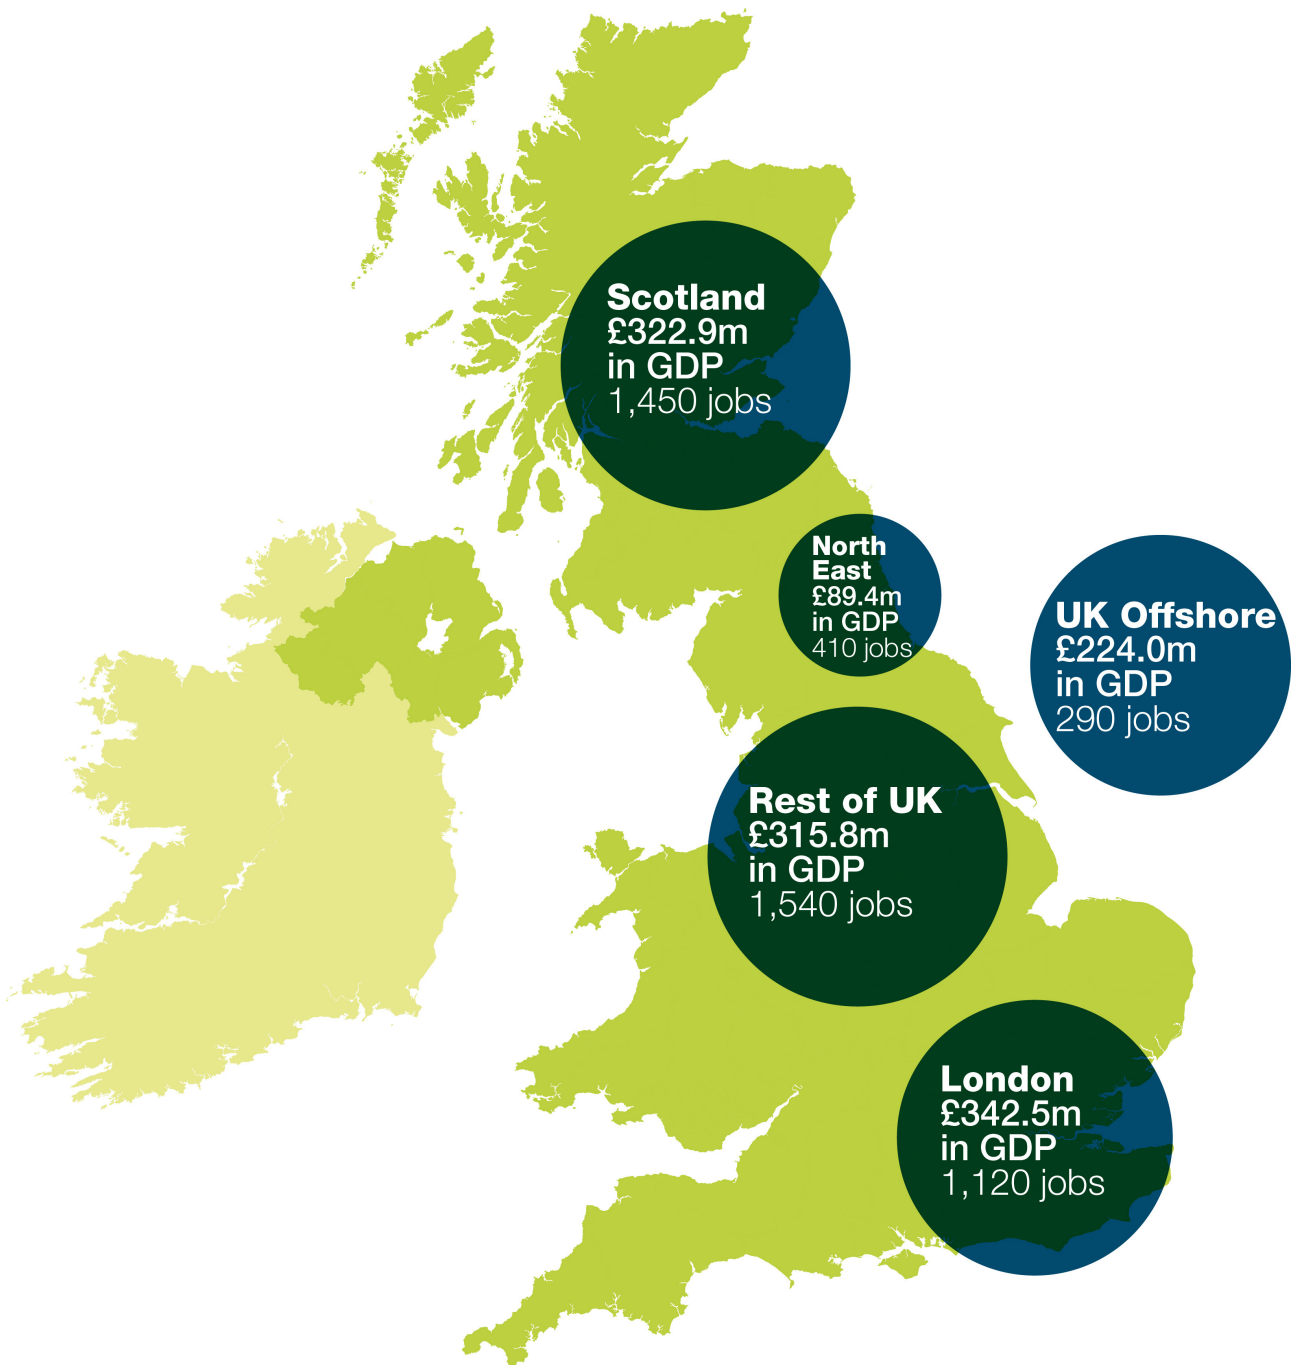 Scotland
£322.9m
in GDP
1,450 jobs
North
East
£89.4m
in GDP
410 jobs
UK Offshore
£224.0m
in GDP
290 jobs
Rest of UK
£315.8m
in GDP
1,540 jobs
London
£342.5m
in GDP
1,120 jobs